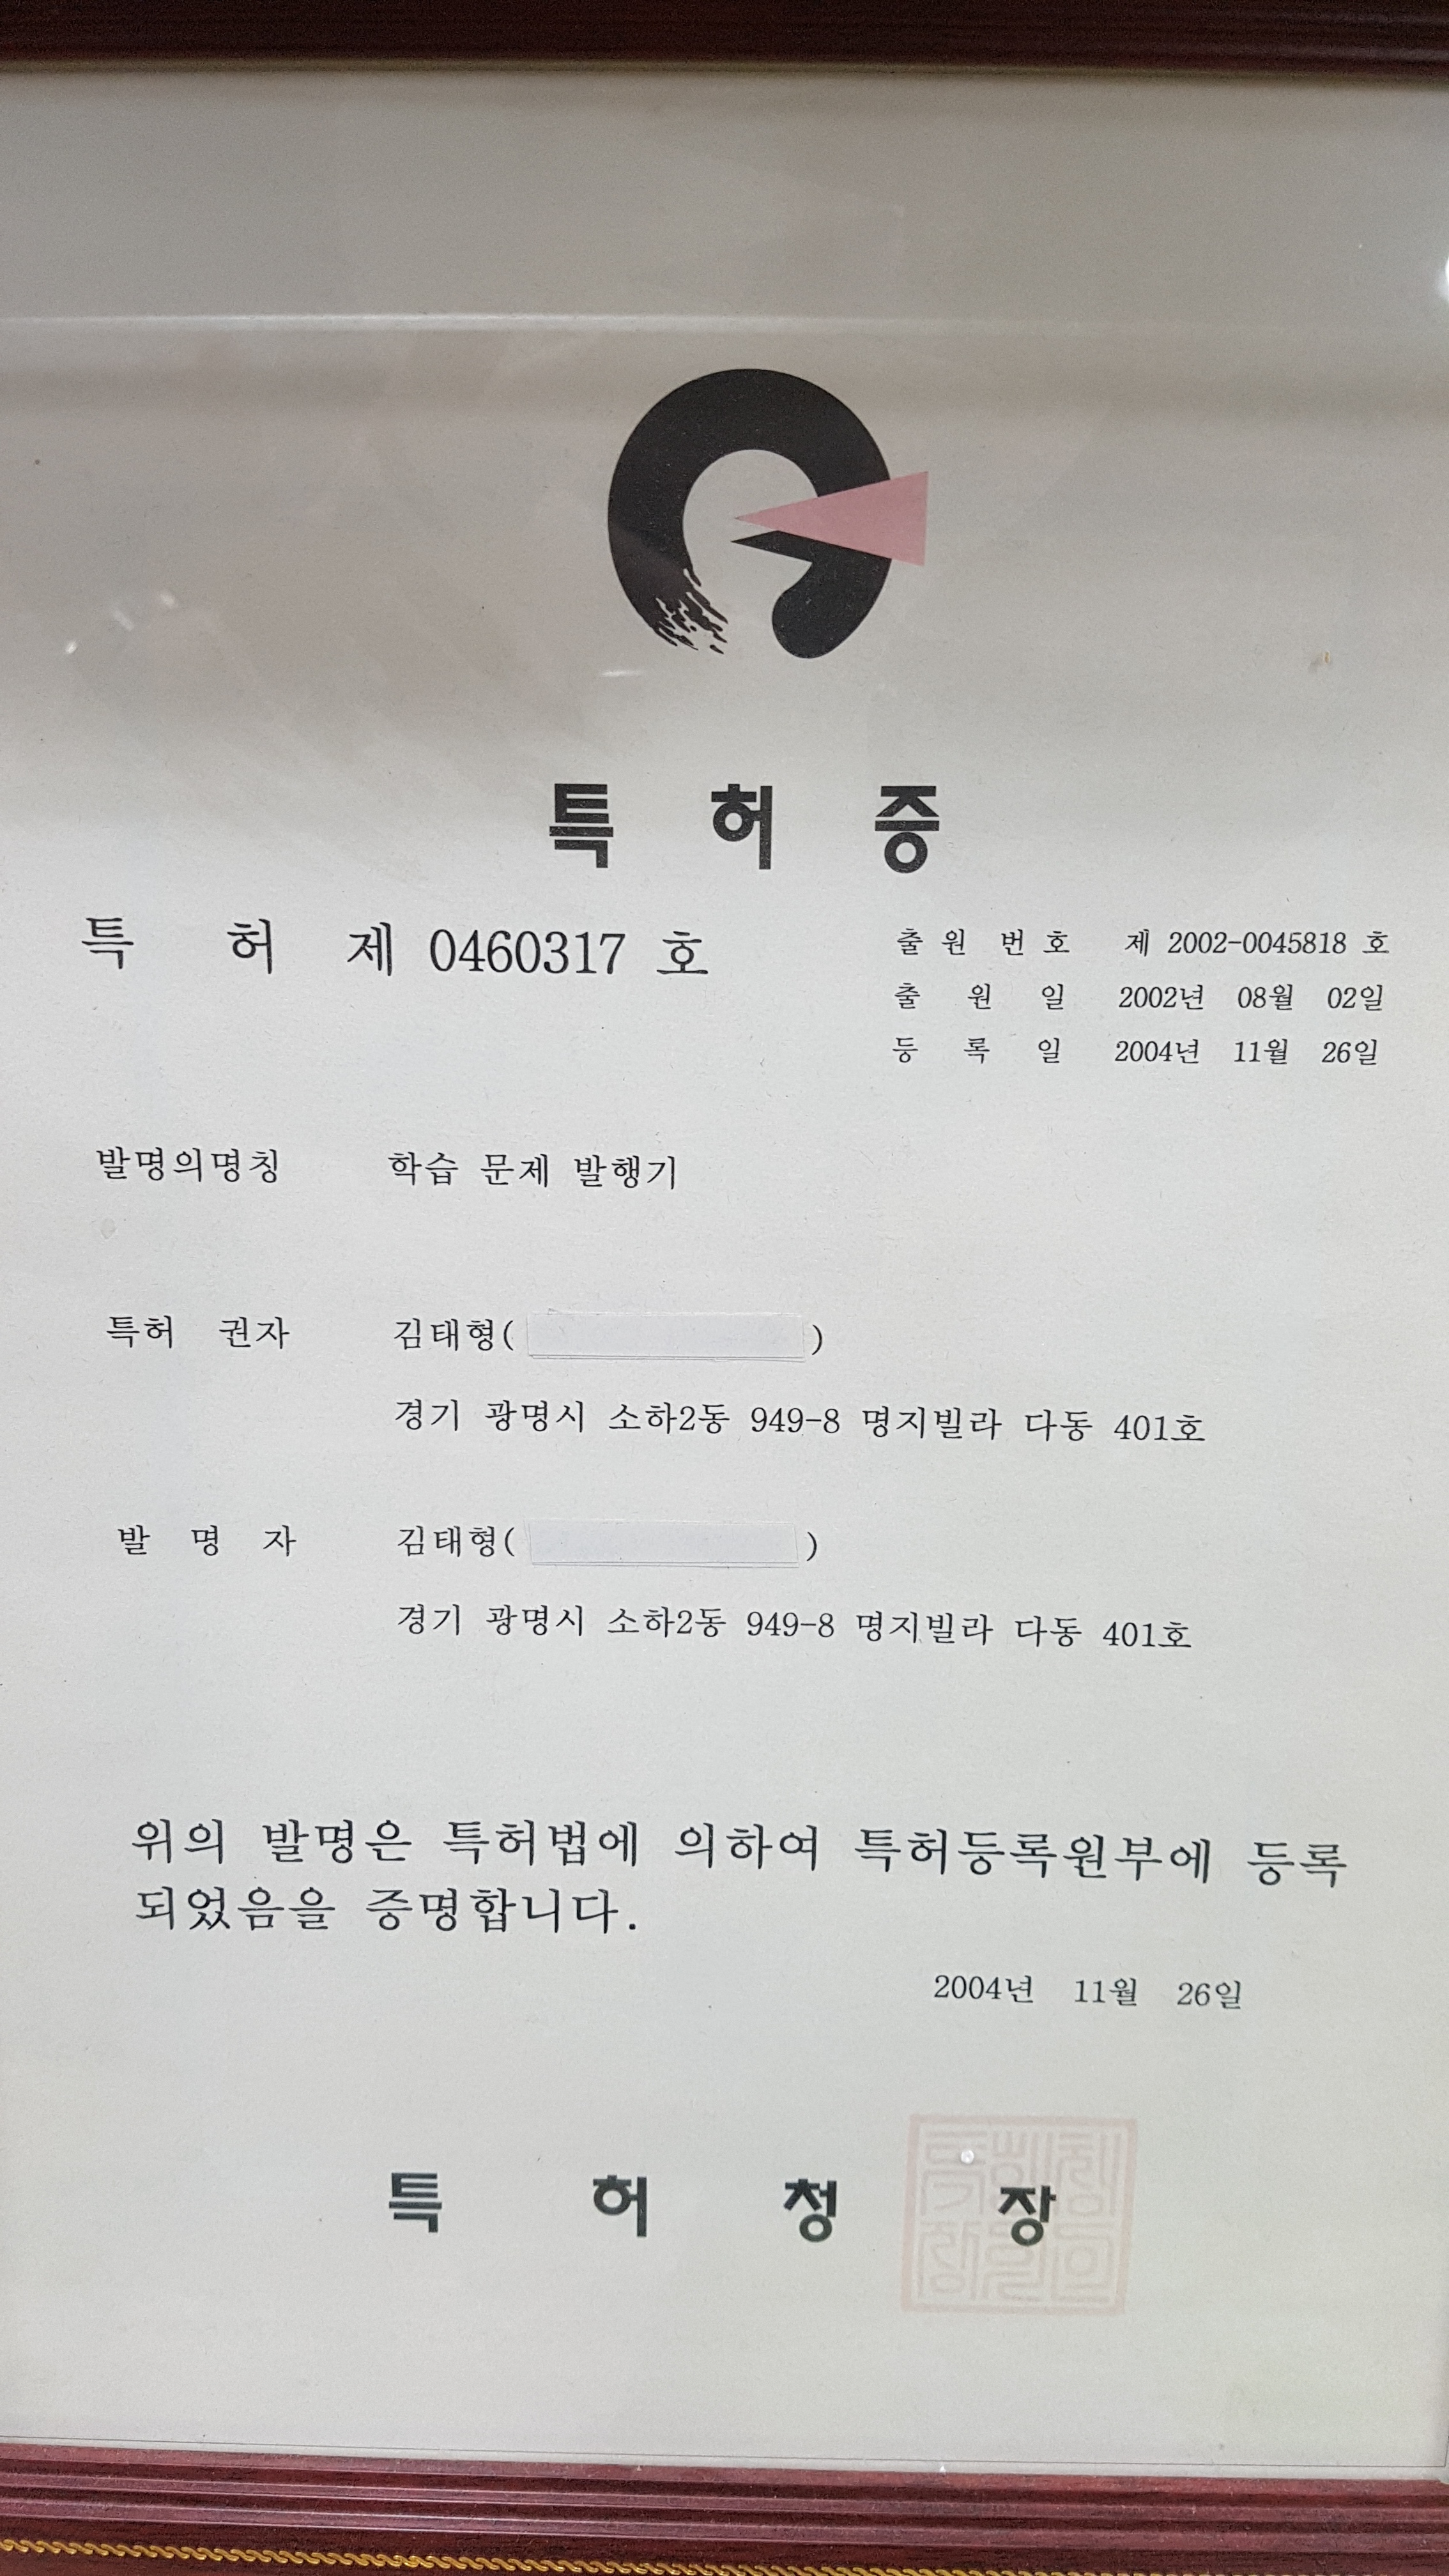 특 허 증
특 허 제 0460317 호
출 원 번 호 제 2002-0045818 호
출 원 일 2002년 08월 02일
등 록 일 2004년 11월 26일
발명의명칭 학습 문제 발행기
특허 권자 김태형( )
경기 광명시 소하2동 949-8 명지빌라 다동 401호
발 명 자 김태형( )
경기 광명시 소하2동 949-8 명지빌라 다동 401호
위의 발명은 특허법에 의하여 특허등록원부에 등록
되었음을 증명합니다.
2004년 11월 26일
특 허 청 장